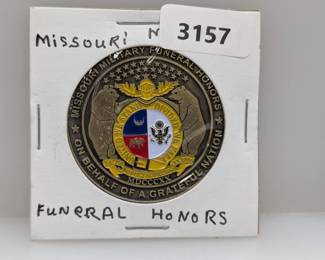 3157
MISSOURI
MISSOURI MILITARY FUNERAL HONORS
MDCCCXX
ON BEHALF OF A GRATEFUL NATION
FUNERAL HONORS